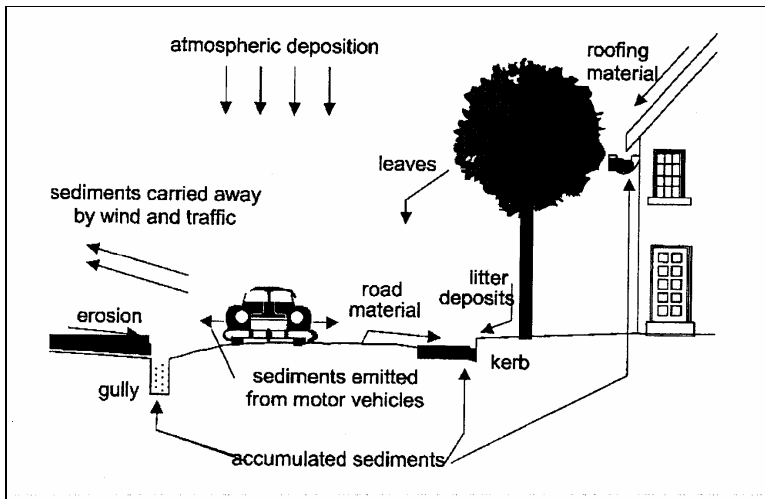 atmospheric deposition
roofing
material
leaves
sediments carried away
by wind and traffic
litter
deposits
road
material
erosion
kerb
sediments emitted
from motor vehicles
gully
accumulated sediments